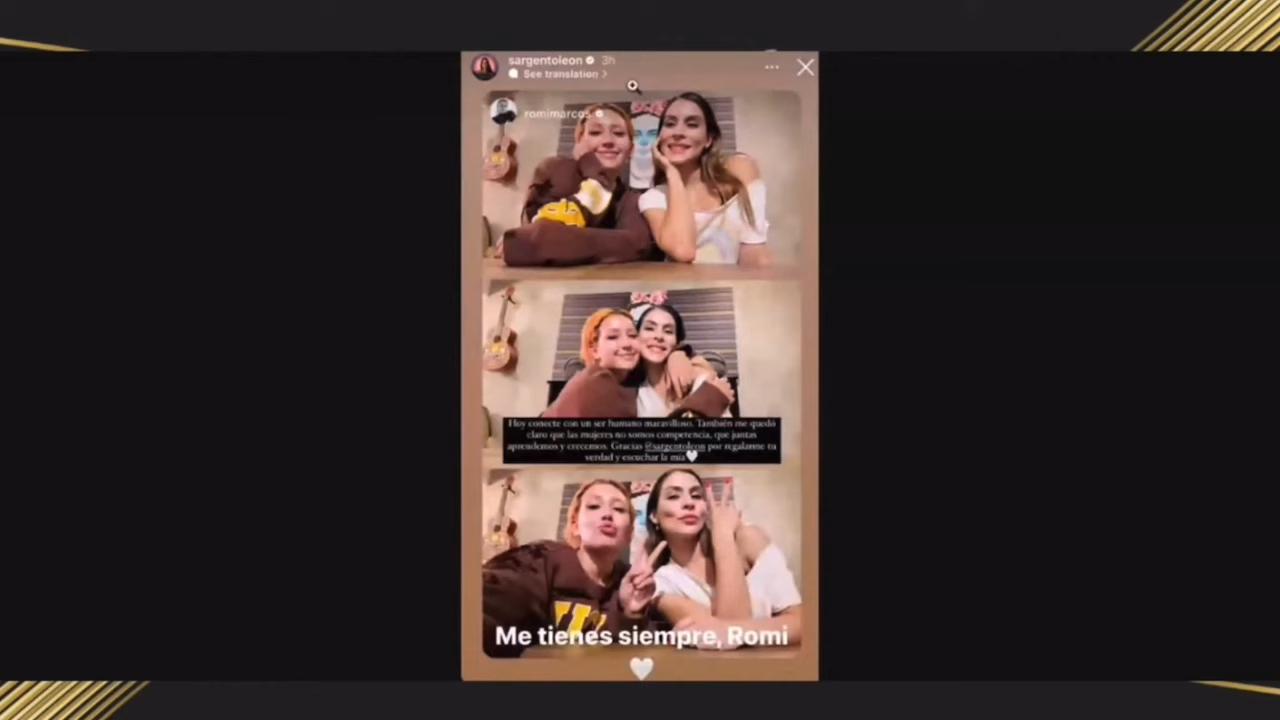 sargentoleon 3h
See translation
romimarcos
Hoy conecte con un ser humano maravilloso. También me quedó
claro que las mujeres no somos competencia, que juntas
aprendemos y crecemos. Gracias @sargentoleon por regalarme tu
verdad y escuchar la mía🤍
Me tienes siempre, Romi
🤍